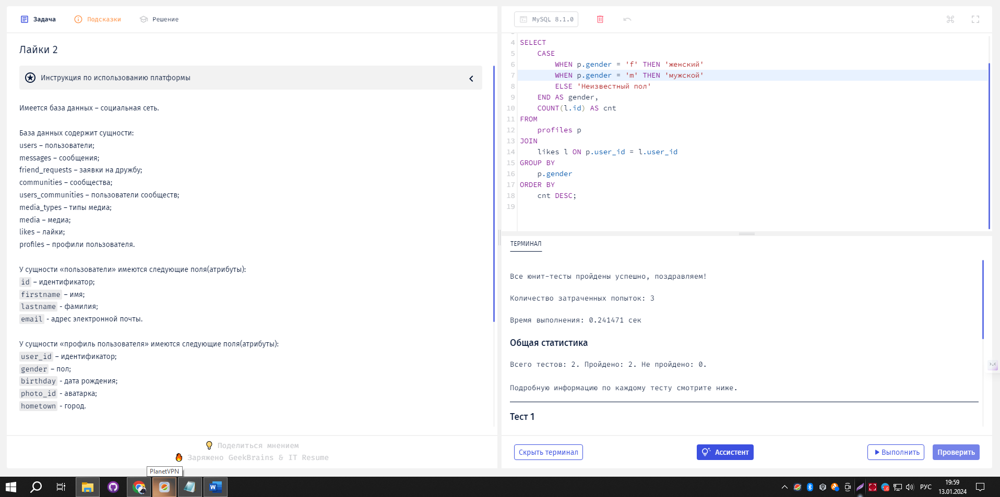 Задача
Подсказки
Решение
Лайки 2
Инструкция по использованию платформы
Имеется база данных – социальная сеть.
База данных содержит сущности:
users – пользователи;
messages – сообщения;
friend_requests – заявки на дружбу;
communities – сообщества;
users_communities – пользователи сообществ;
media_types – типы медиа;
media – медиа;
likes – лайки;
profiles – профили пользователя.
У сущности «пользователи» имеются следующие поля(атрибуты):
id – идентификатор;
firstname – имя;
lastname - фамилия;
email - адрес электронной почты.
У сущности «профиль пользователя» имеются следующие поля(атрибуты):
user_id – идентификатор;
gender – пол;
birthday - дата рождения;
photo_id - аватарка;
hometown - город.
Поделиться мнением
Заряжено GeekBrains & IT Resume
PlanetVPN
MySQL 8.1.0
4 SELECT
5 CASE
6 WHEN p.gender = 'f' THEN 'женский'
7 WHEN p.gender = 'm' THEN 'мужской'
8 ELSE 'Неизвестный пол'
9 END AS gender,
10 COUNT(l.id) AS cnt
11 FROM
12 profiles p
13 JOIN
14 likes l ON p.user_id = l.user_id
15 GROUP BY
16 p.gender
17 ORDER BY
18 cnt DESC;
19
ТЕРМИНАЛ
Все юнит-тесты пройдены успешно, поздравляем!
Количество затраченных попыток: 3
Время выполнения: 0.241471 сек
Общая статистика
Всего тестов: 2. Пройдено: 2. Не пройдено: 0.
Подробную информацию по каждому тесту смотрите ниже.
Тест 1
Скрыть терминал
Ассистент
Выполнить
Проверить
РУС
19:59
13.01.2024